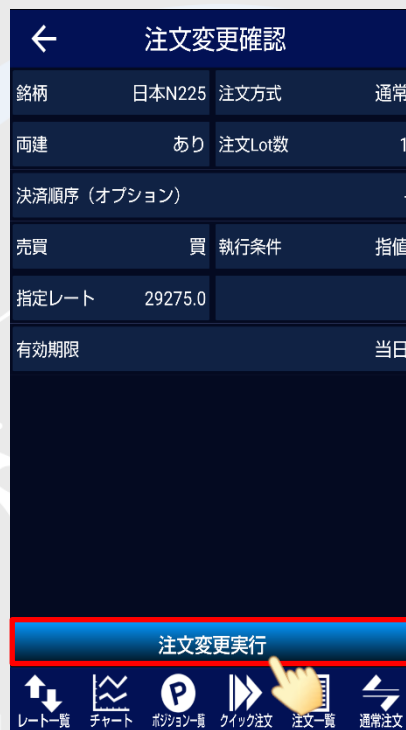 注文変更確認
銘柄 日本N225 注文方式 通常
両建 あり 注文Lot数 1
決済順序（オプション） -
売買 買 執行条件 指値
指定レート 29275.0
有効期限 当日
注文変更実行
レート一覧 チャート ポジション一覧 クイック注文 注文一覧 通常注文